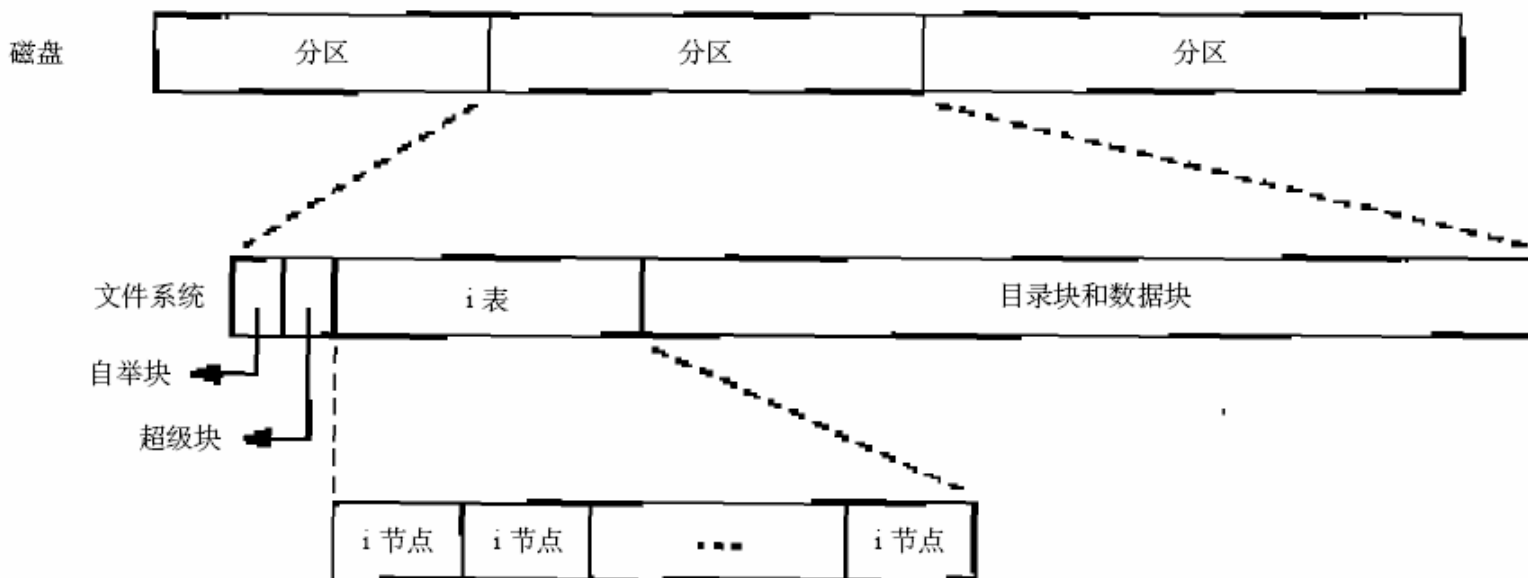 磁盘 分区 分区 分区
文件系统 i 表 目录块和数据块
自举块
超级块
i 节点 i 节点 ... i 节点